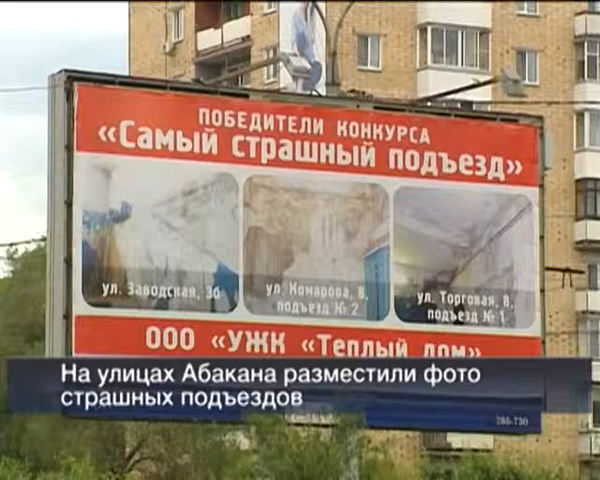 ПОБЕДИТЕЛИ КОНКУРСА
«Самый страшный подъезд»
ул. Заводская, 3б
ул. Комарова, 8,
подъезд № 2
ул. Торговая, 8,
подъезд № 1
ООО «УЖК «Теплый дом»
На улицах Абакана разместили фото
страшных подъездов